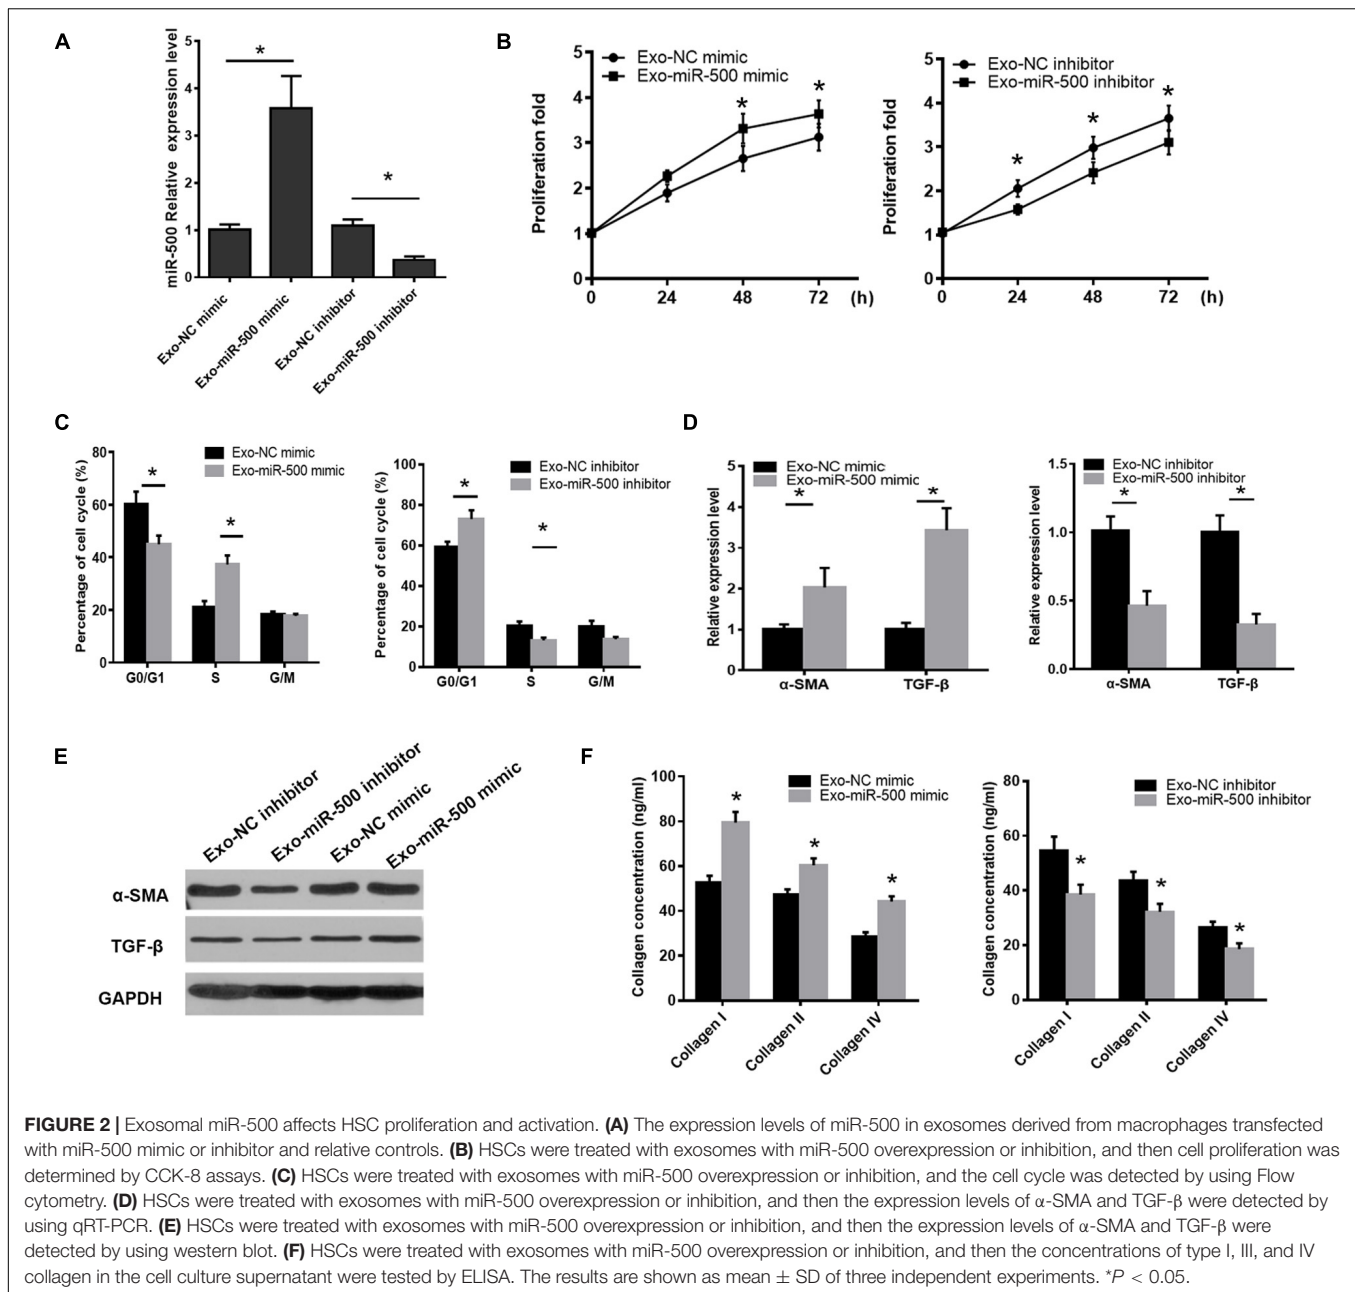 A
miR-500 Relative expression level
5
4
3
2
1
0
*
*
Exo-NC mimic
Exo-miR-500 mimic
Exo-NC inhibitor
Exo-miR-500 inhibitor
B
Proliferation fold
5
4
3
2
1
0
Exo-NC mimic
Exo-miR-500 mimic
*
*
0 24 48 72 (h)
Proliferation fold
5
4
3
2
1
0
Exo-NC inhibitor
Exo-miR-500 inhibitor
*
*
*
0 24 48 72 (h)
C
Percentage of cell cycle (%)
80
60
40
20
0
Exo-NC mimic
Exo-miR-500 mimic
*
*
G0/G1 S G/M
Percentage of cell cycle (%)
100
80
60
40
20
0
Exo-NC inhibitor
Exo-miR-500 inhibitor
*
*
G0/G1 S G/M
D
Relative expression level
5
4
3
2
1
0
Exo-NC mimic
Exo-miR-500 mimic
*
*
α-SMA TGF-β
Relative expression level
1.5
1.0
0.5
0.0
Exo-NC inhibitor
Exo-miR-500 inhibitor
*
*
α-SMA TGF-β
E
Exo-NC inhibitor
Exo-miR-500 inhibitor
Exo-NC mimic
Exo-miR-500 mimic
α-SMA
TGF-β
GAPDH
F
Collagen concentration (ng/ml)
100
80
60
40
20
0
Exo-NC mimic
Exo-miR-500 mimic
*
*
*
Collagen I
Collagen II
Collagen IV
Collagen concentration (ng/ml)
80
60
40
20
0
Exo-NC inhibitor
Exo-miR-500 inhibitor
*
*
*
Collagen I
Collagen II
Collagen IV
FIGURE 2 | Exosomal miR-500 affects HSC proliferation and activation. (A) The expression levels of miR-500 in exosomes derived from macrophages transfected
with miR-500 mimic or inhibitor and relative controls. (B) HSCs were treated with exosomes with miR-500 overexpression or inhibition, and then cell proliferation was
determined by CCK-8 assays. (C) HSCs were treated with exosomes with miR-500 overexpression or inhibition, and the cell cycle was detected by using Flow
cytometry. (D) HSCs were treated with exosomes with miR-500 overexpression or inhibition, and then the expression levels of α-SMA and TGF-β were detected by
using qRT-PCR. (E) HSCs were treated with exosomes with miR-500 overexpression or inhibition, and then the expression levels of α-SMA and TGF-β were
detected by using western blot. (F) HSCs were treated with exosomes with miR-500 overexpression or inhibition, and then the concentrations of type I, III, and IV
collagen in the cell culture supernatant were tested by ELISA. The results are shown as mean ± SD of three independent experiments. *P < 0.05.